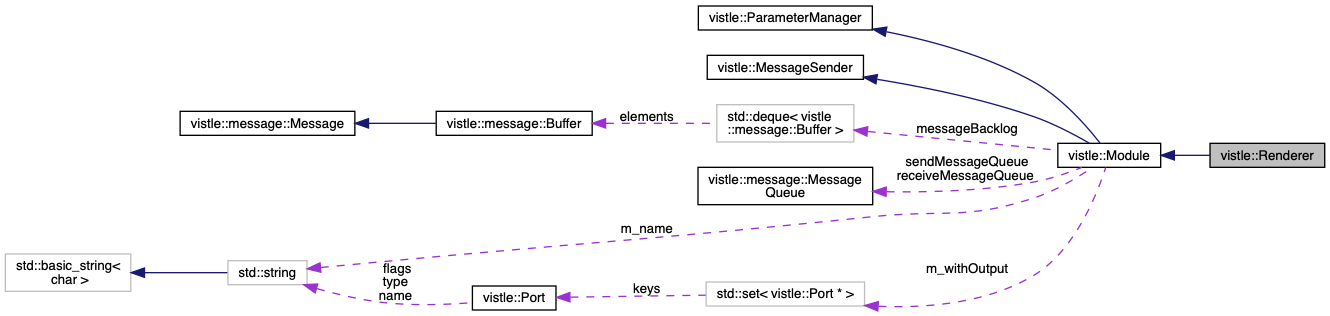 vistle::ParameterManager
vistle::MessageSender
vistle::message::Message
vistle::message::Buffer
elements
std::deque< vistle
::message::Buffer >
messageBacklog
vistle::Module
vistle::Renderer
sendMessageQueue
receiveMessageQueue
vistle::message::Message
Queue
m_name
std::basic_string<
char >
std::string
flags
type
name
vistle::Port
keys
std::set< vistle::Port * >
m_withOutput